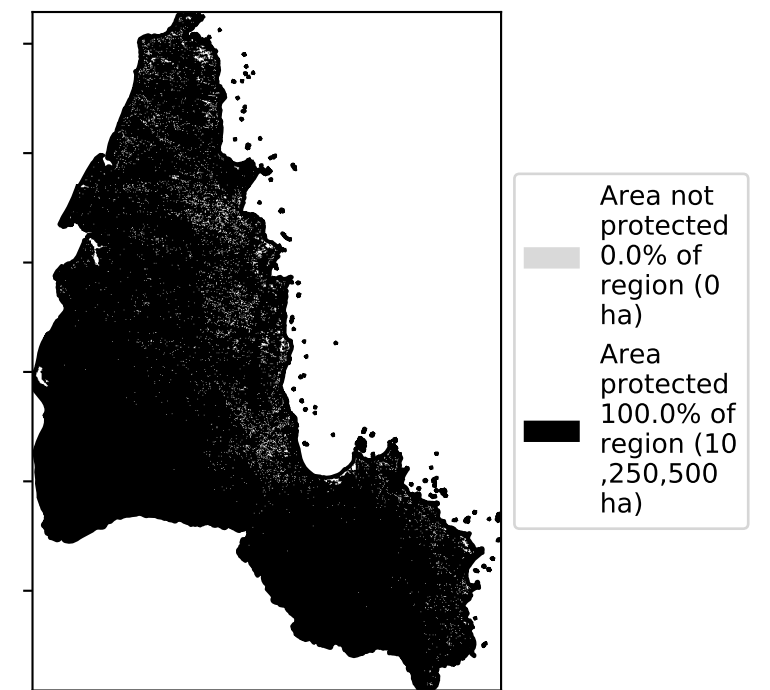 Area not
protected
0.0% of
region (0
ha)
Area
protected
100.0% of
region (10
,250,500
ha)